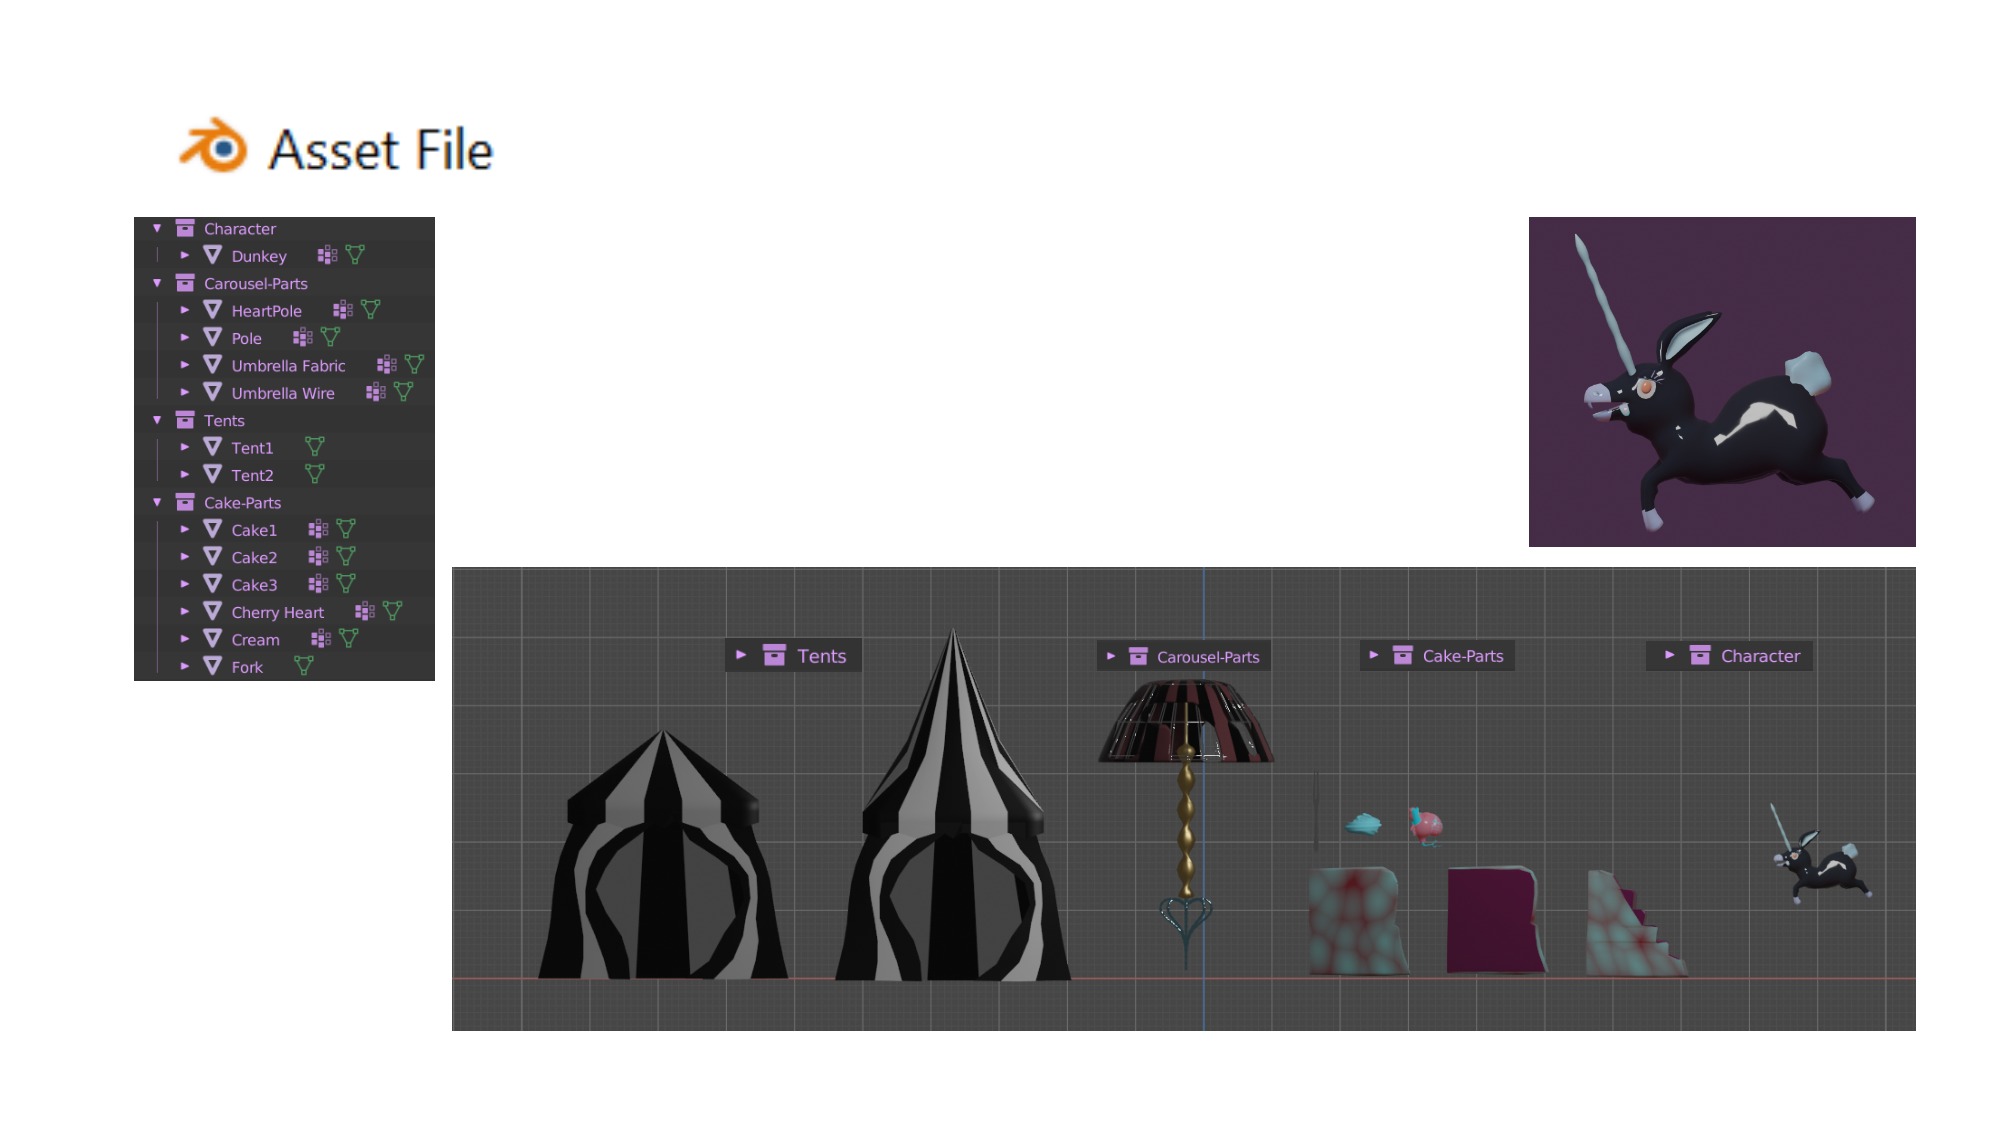 Asset File
Character
Dunkey
Carousel-Parts
HeartPole
Pole
Umbrella Fabric
Umbrella Wire
Tents
Tent1
Tent2
Cake-Parts
Cake1
Cake2
Cake3
Cherry Heart
Cream
Fork
Tents
Carousel-Parts
Cake-Parts
Character